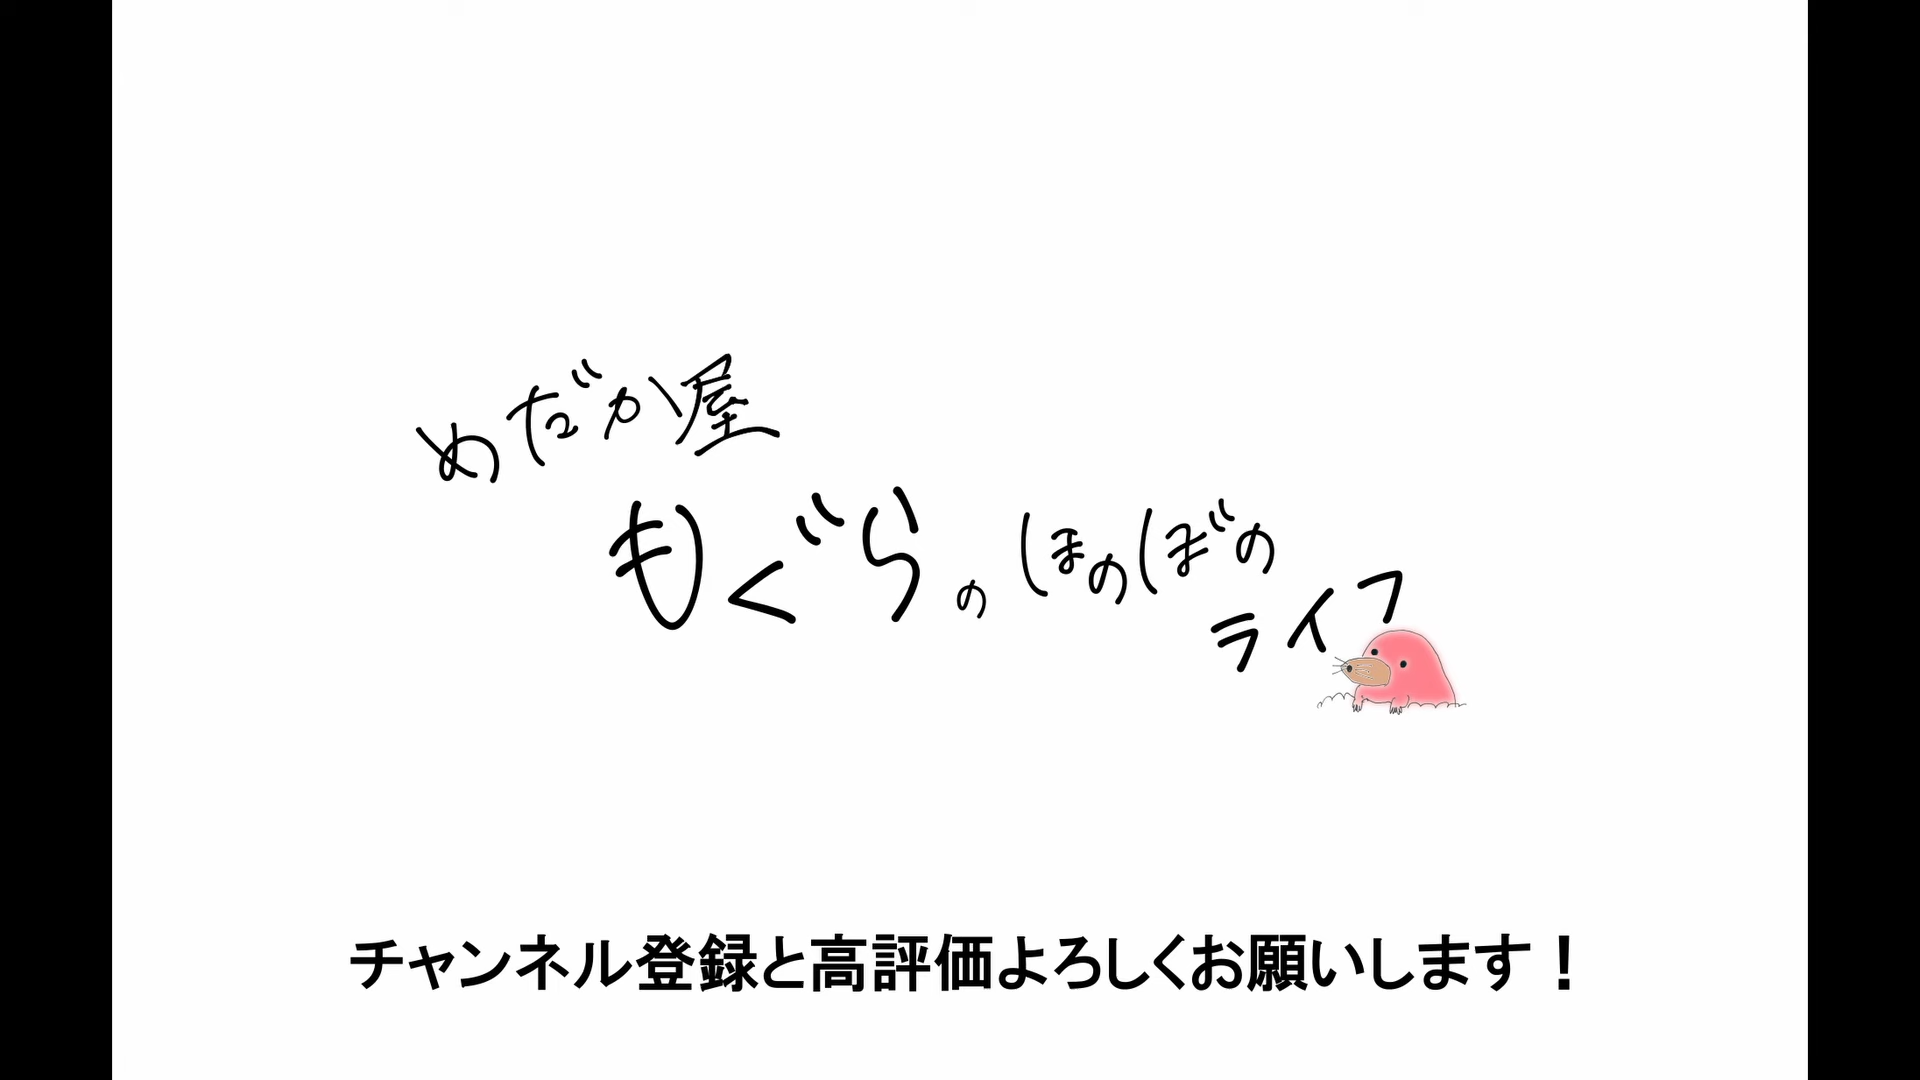 めだか屋
もぐらのほのぼの
ライフ
チャンネル登録と高評価よろしくお願いします！